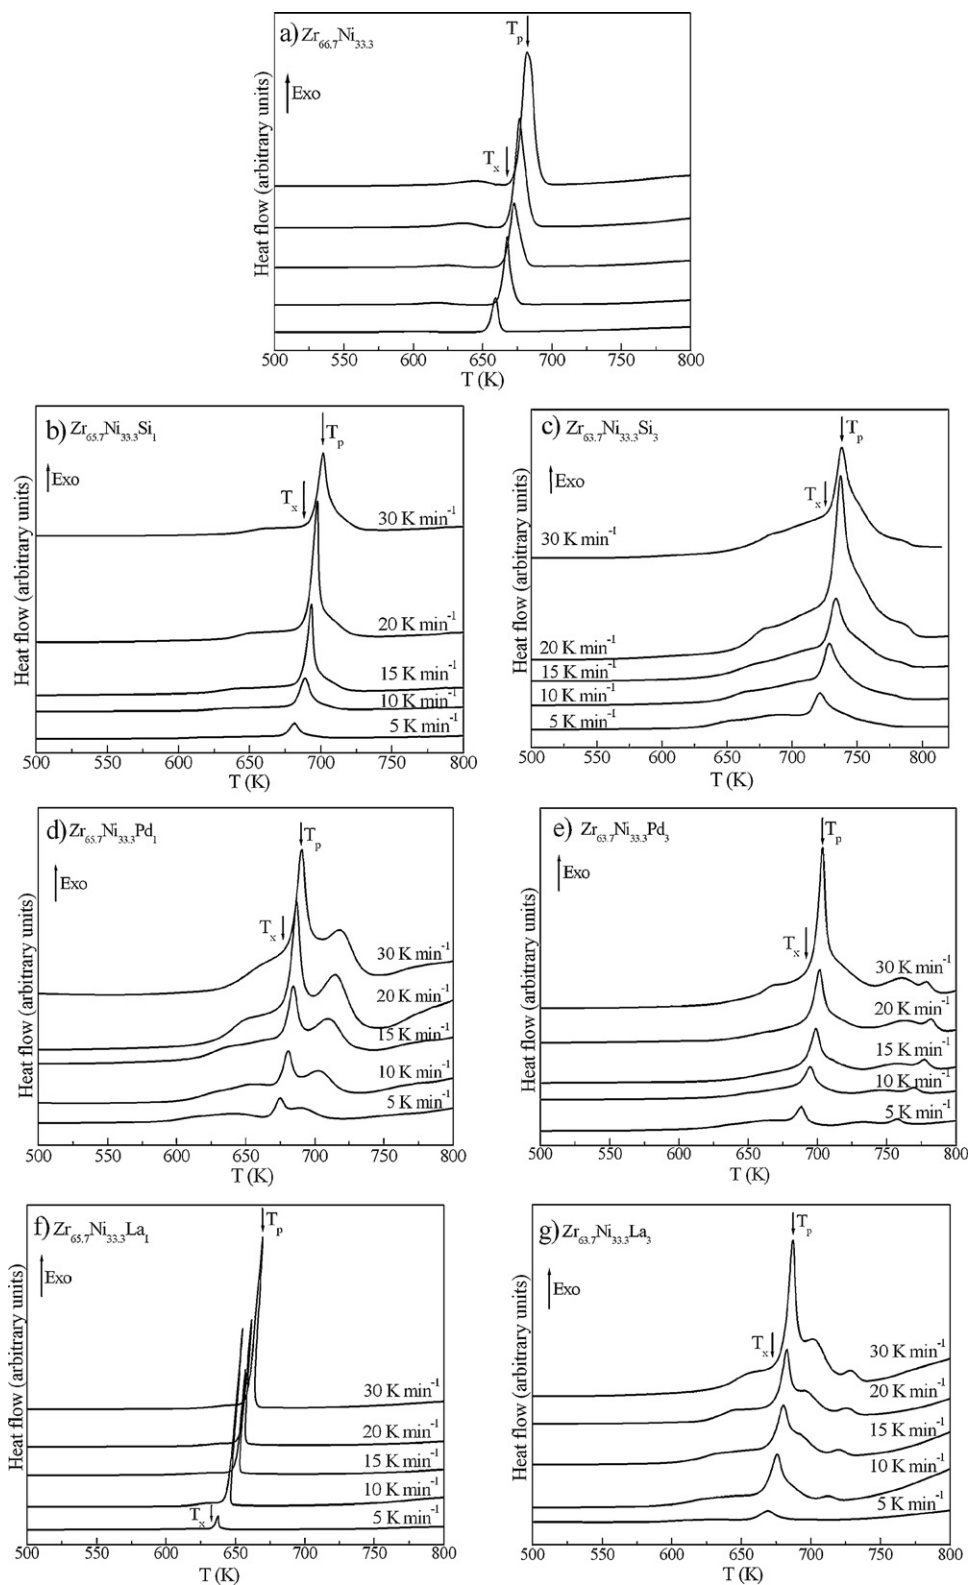 a) Zr66.7Ni33.3
Tp
Exo
Tx
Heat flow (arbitrary units)
500 550 600 650 700 750 800
T (K)
b) Zr65.7Ni33.3Si1
Tp
Exo
Tx
30 K min-1
20 K min-1
15 K min-1
10 K min-1
5 K min-1
Heat flow (arbitrary units)
500 550 600 650 700 750 800
T (K)
c) Zr63.7Ni33.3Si3
Tp
Exo
Tx
30 K min-1
20 K min-1
15 K min-1
10 K min-1
5 K min-1
Heat flow (arbitrary units)
500 550 600 650 700 750 800
T (K)
d) Zr65.7Ni33.3Pd1
Tp
Exo
Tx
30 K min-1
20 K min-1
15 K min-1
10 K min-1
5 K min-1
Heat flow (arbitrary units)
500 550 600 650 700 750 800
T (K)
e) Zr63.7Ni33.3Pd3
Tp
Exo
Tx
30 K min-1
20 K min-1
15 K min-1
10 K min-1
5 K min-1
Heat flow (arbitrary units)
500 550 600 650 700 750 800
T (K)
f) Zr65.7Ni33.3La1
Tp
Exo
30 K min-1
20 K min-1
15 K min-1
10 K min-1
Tx
5 K min-1
Heat flow (arbitrary units)
500 550 600 650 700 750 800
T (K)
g) Zr63.7Ni33.3La3
Tp
Exo
Tx
30 K min-1
20 K min-1
15 K min-1
10 K min-1
5 K min-1
Heat flow (arbitrary units)
500 550 600 650 700 750 800
T (K)